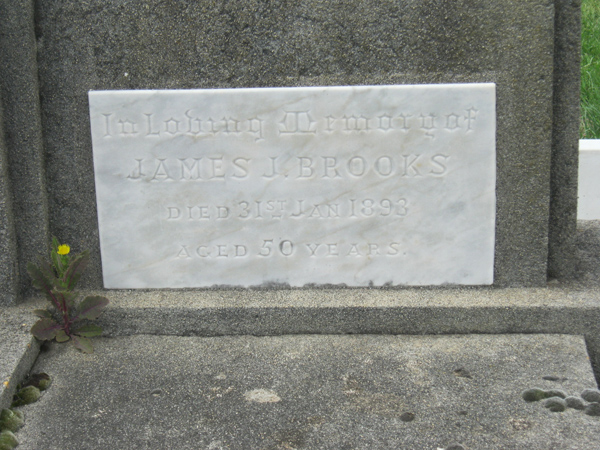 In Loving Memory of
JAMES J. BROOKS
DIED 31ST JAN 1893
AGED 50 YEARS.